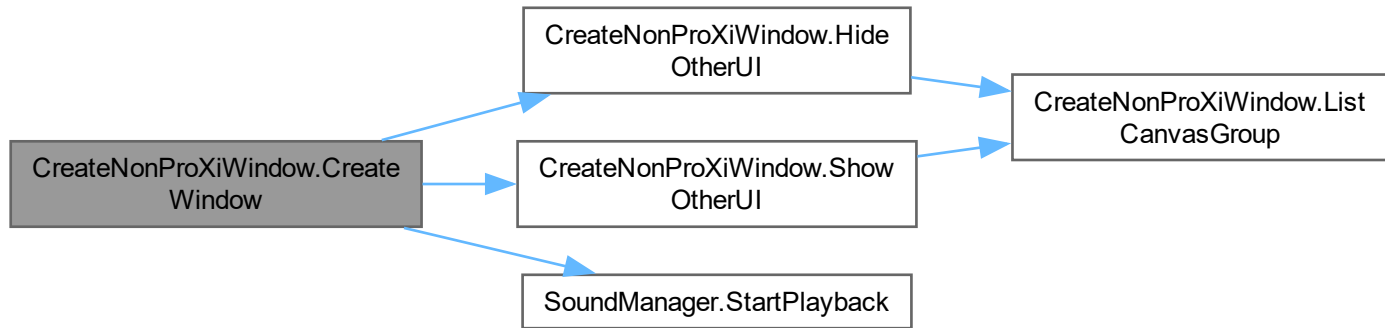 CreateNonProXiWindow.Hide
OtherUI
CreateNonProXiWindow.List
CanvasGroup
CreateNonProXiWindow.Create
Window
CreateNonProXiWindow.Show
OtherUI
SoundManager.StartPlayback